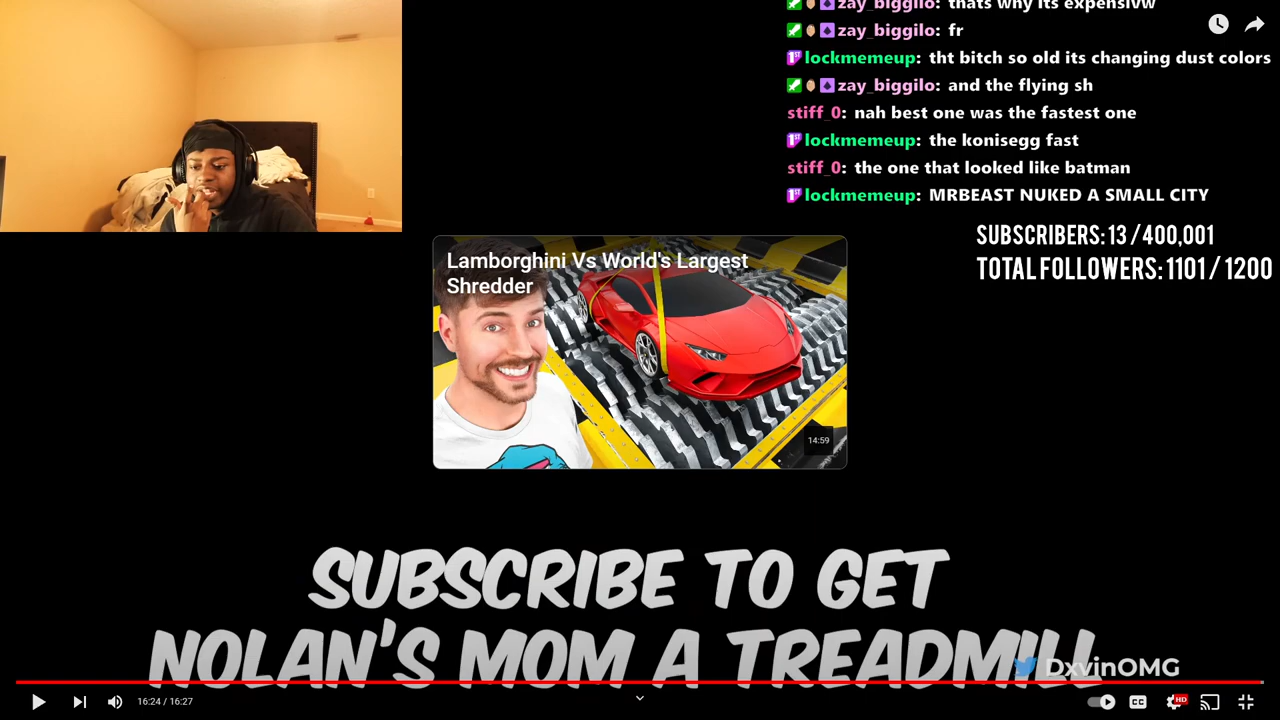 zay_biggilo: thats why its expensivw
zay_biggilo: fr
lockmemeup: tht bitch so old its changing dust colors
zay_biggilo: and the flying sh
stiff_0: nah best one was the fastest one
lockmemeup: the konisegg fast
stiff_0: the one that looked like batman
lockmemeup: MRBEAST NUKED A SMALL CITY
SUBSCRIBERS: 13 / 400,001
TOTAL FOLLOWERS: 1101 / 1200
Lamborghini Vs World's Largest
Shredder
14:59
SUBSCRIBE TO GET
NOLAN'S MOM A TREADMILL
DxvinOMG
16:24 / 16:27
CC
HD